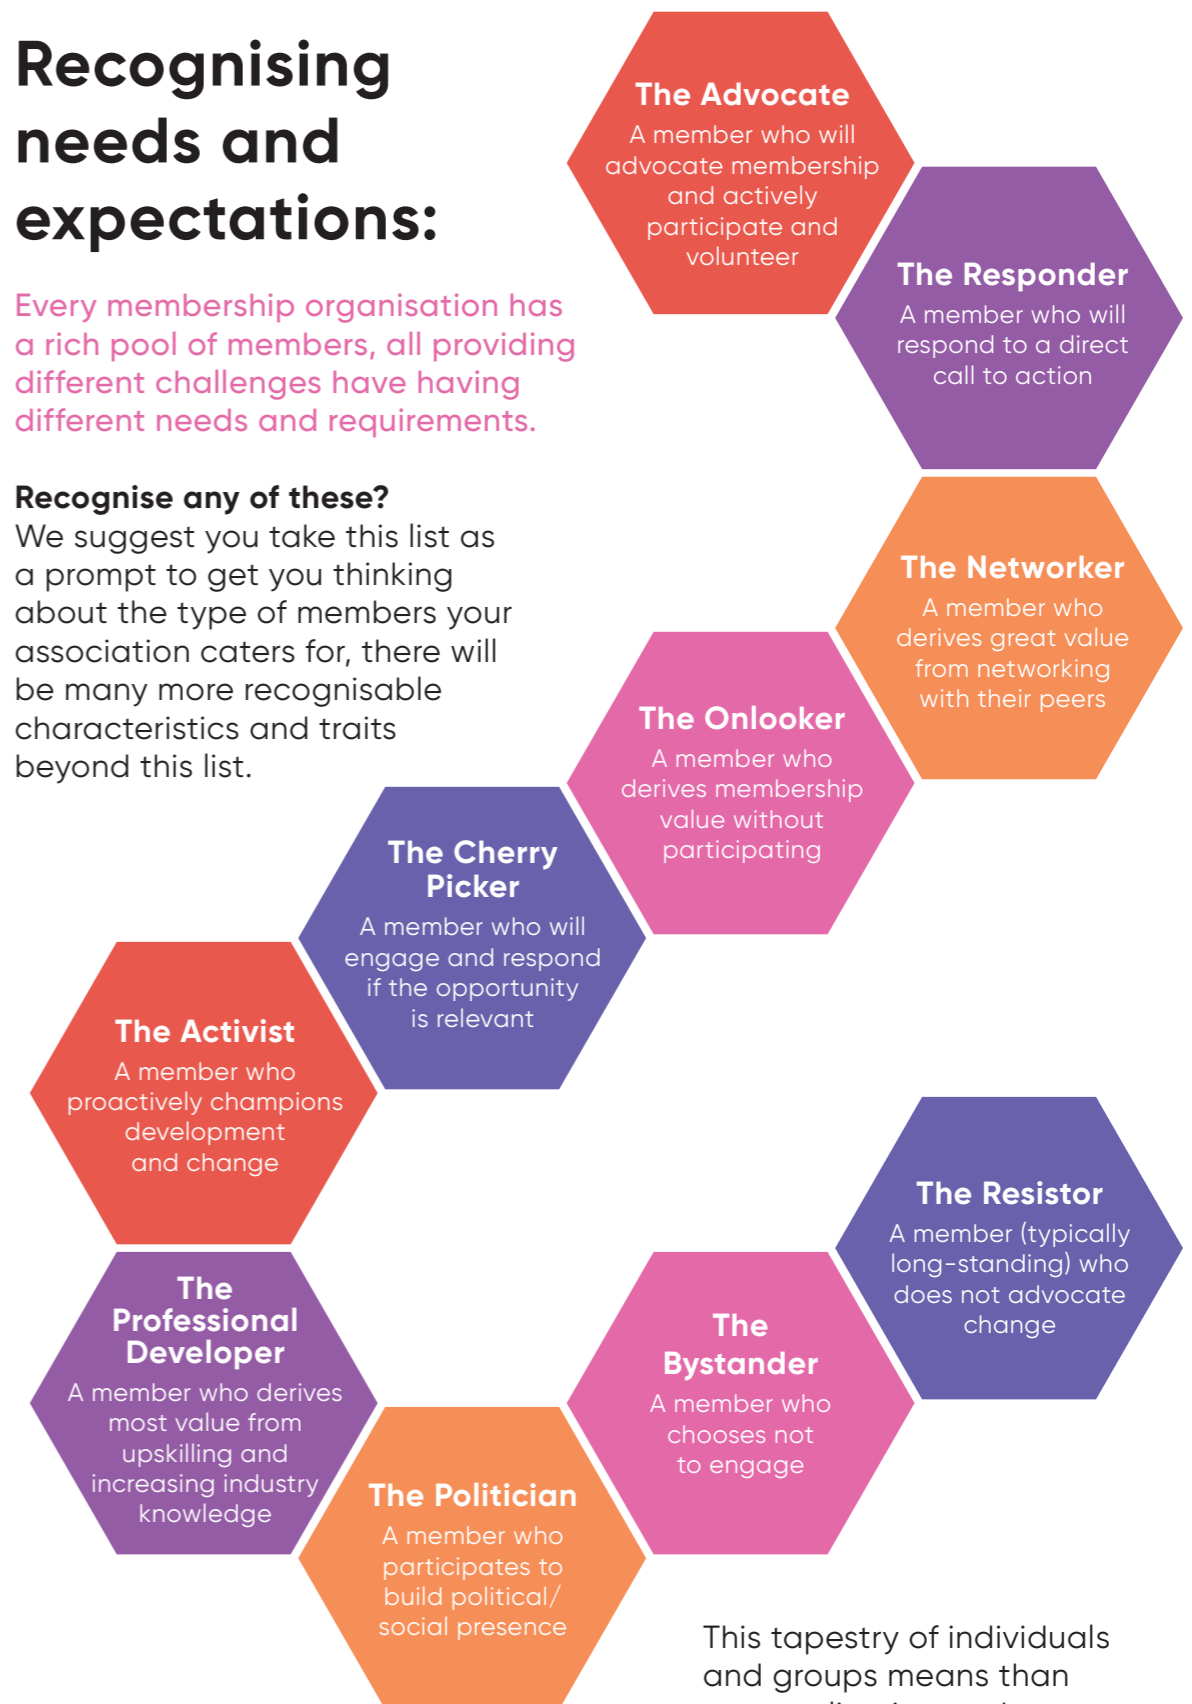 Recognising
needs and
expectations:
Every membership organisation has
a rich pool of members, all providing
different challenges have having
different needs and requirements.
Recognise any of these?
We suggest you take this list as
a prompt to get you thinking
about the type of members your
association caters for, there will
be many more recognisable
characteristics and traits
beyond this list.
The Advocate
A member who will
advocate membership
and actively
participate and
volunteer
The Responder
A member who will
respond to a direct
call to action
The Networker
A member who
derives great value
from networking
with their peers
The Onlooker
A member who
derives membership
value without
participating
The Cherry
Picker
A member who will
engage and respond
if the opportunity
is relevant
The Activist
A member who
proactively champions
development
and change
The
Professional
Developer
A member who derives
most value from
upskilling and
increasing industry
knowledge
The Politician
A member who
participates to
build political/
social presence
The
Bystander
A member who
chooses not
to engage
The Resistor
A member (typically
long-standing) who
does not advocate
change
This tapestry of individuals
and groups means than